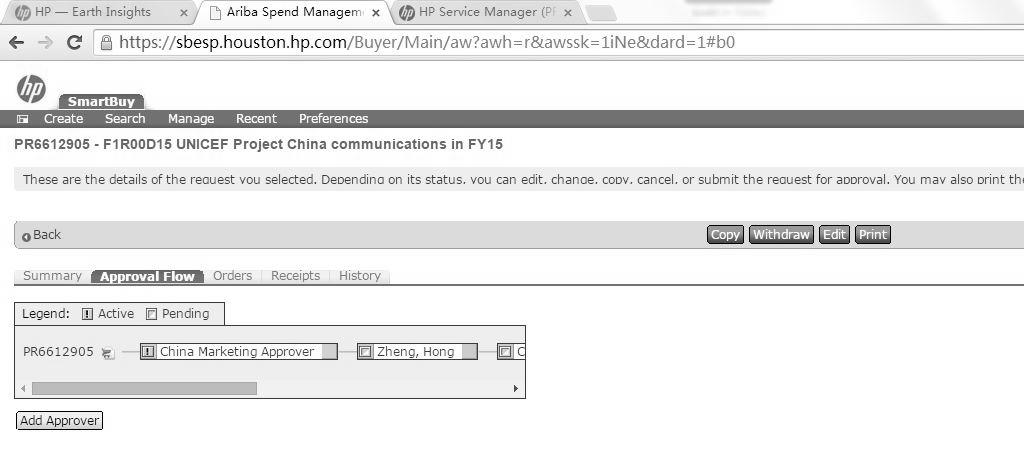 HP — Earth Insights
Ariba Spend Managem
HP Service Manager (PF
https://sbesp.houston.hp.com/Buyer/Main/aw?awh=r&awssk=1iNe&dard=1#b0
hp
SmartBuy
Create Search Manage Recent Preferences
PR6612905 - F1R00D15 UNICEF Project China communications in FY15
These are the details of the request you selected. Depending on its status, you can edit, change, copy, cancel, or submit the request for approval. You may also print the
Back Copy Withdraw Edit Print
Summary Approval Flow Orders Receipts History
Legend: Active Pending
PR6612905 China Marketing Approver Zheng, Hong C
Add Approver